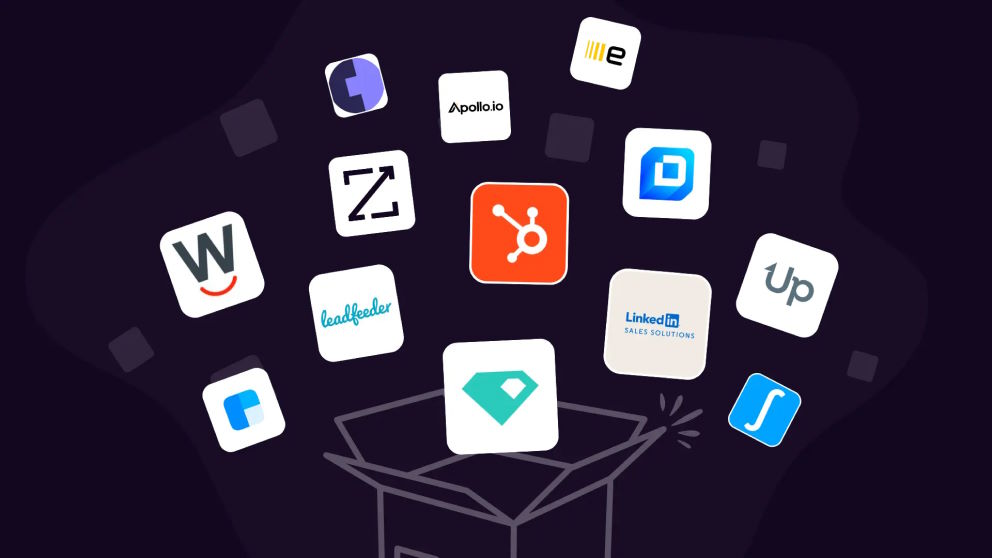 e
Apollo.io
Z
D
W
Up
leadfeeder
Linked in
SALES SOLUTIONS